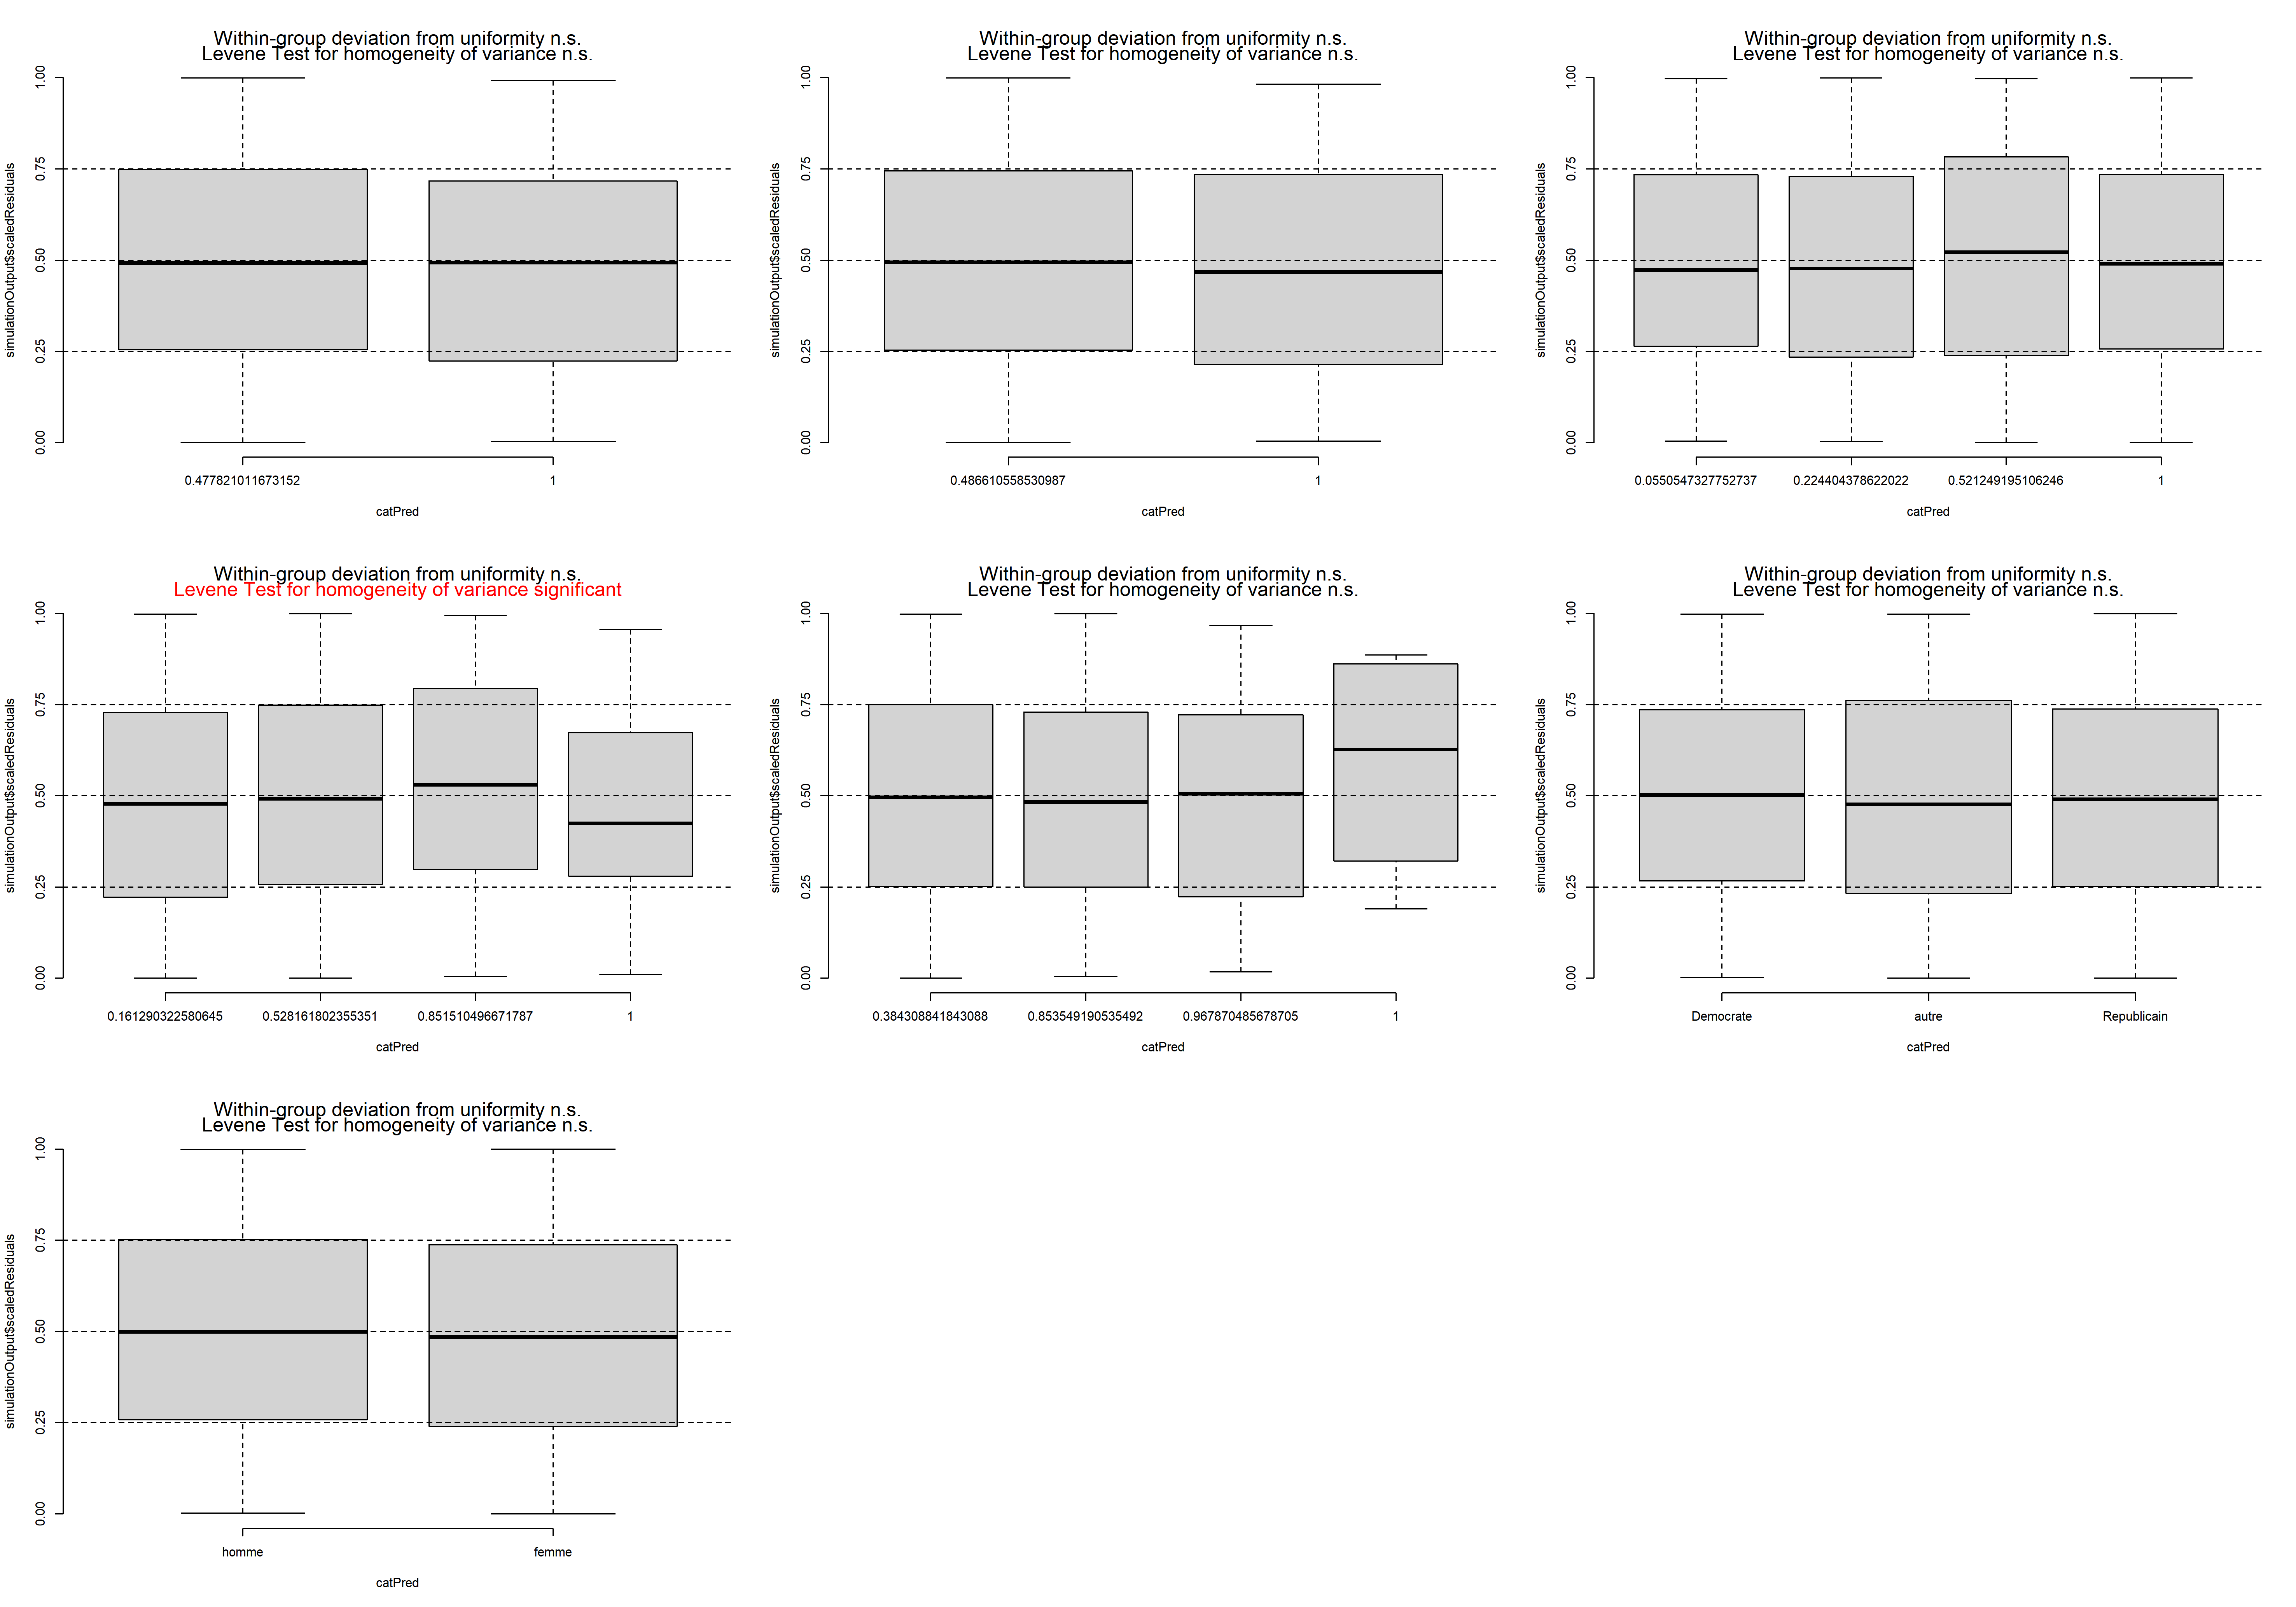 Within-group deviation from uniformity n.s.
Levene Test for homogeneity of variance n.s.
simulationOutput$scaledResiduals
1.00
0.75
0.50
0.25
0.00
0.477821011673152
1
catPred
Within-group deviation from uniformity n.s.
Levene Test for homogeneity of variance n.s.
simulationOutput$scaledResiduals
1.00
0.75
0.50
0.25
0.00
0.486610558530987
1
catPred
Within-group deviation from uniformity n.s.
Levene Test for homogeneity of variance n.s.
simulationOutput$scaledResiduals
1.00
0.75
0.50
0.25
0.00
0.0550547327752737
0.224404378622022
0.521249195106246
1
catPred
Within-group deviation from uniformity n.s.
Levene Test for homogeneity of variance significant
simulationOutput$scaledResiduals
1.00
0.75
0.50
0.25
0.00
0.161290322580645
0.528161802355351
0.851510496671787
1
catPred
Within-group deviation from uniformity n.s.
Levene Test for homogeneity of variance n.s.
simulationOutput$scaledResiduals
1.00
0.75
0.50
0.25
0.00
0.384308841843088
0.853549190535492
0.967870485678705
1
catPred
Within-group deviation from uniformity n.s.
Levene Test for homogeneity of variance n.s.
simulationOutput$scaledResiduals
1.00
0.75
0.50
0.25
0.00
Democrate
autre
Republicain
catPred
Within-group deviation from uniformity n.s.
Levene Test for homogeneity of variance n.s.
simulationOutput$scaledResiduals
1.00
0.75
0.50
0.25
0.00
homme
femme
catPred